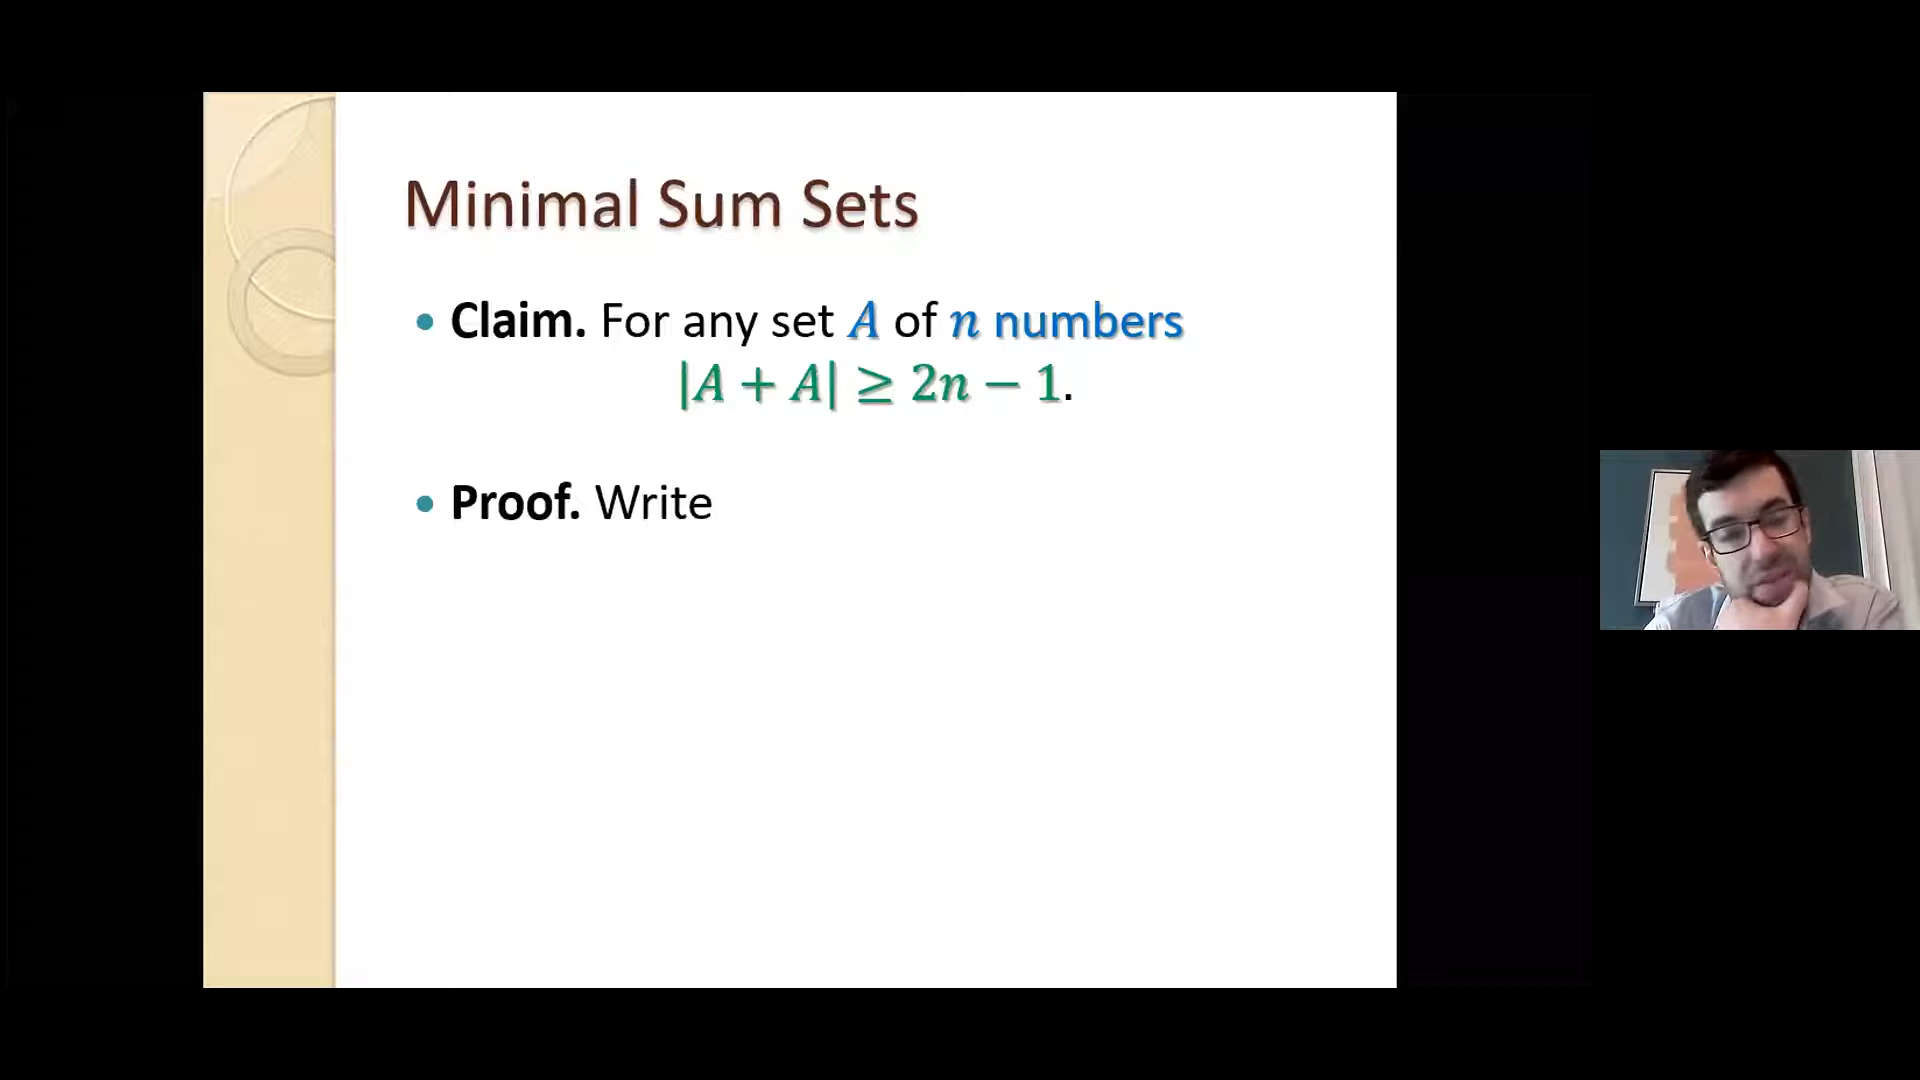 Minimal Sum Sets
• Claim. For any set A of n numbers
|A + A| ≥ 2n − 1.
• Proof. Write